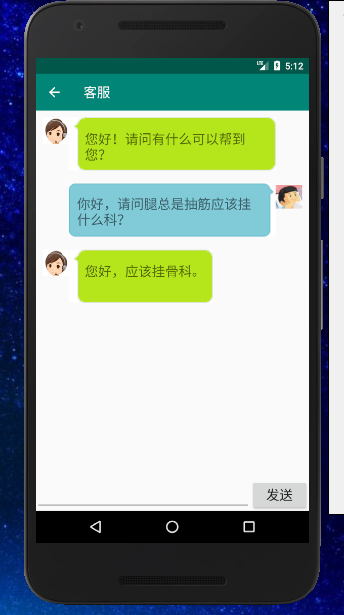 LTE 5:12
客服
您好！请问有什么可以帮到
您？
你好，请问腿总是抽筋应该挂
什么科？
您好，应该挂骨科。
发送